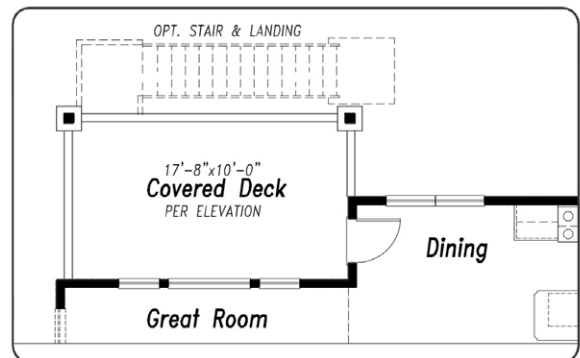 OPT. STAIR & LANDING
17'-8"x10'-0"
Covered Deck
PER ELEVATION
Dining
Great Room